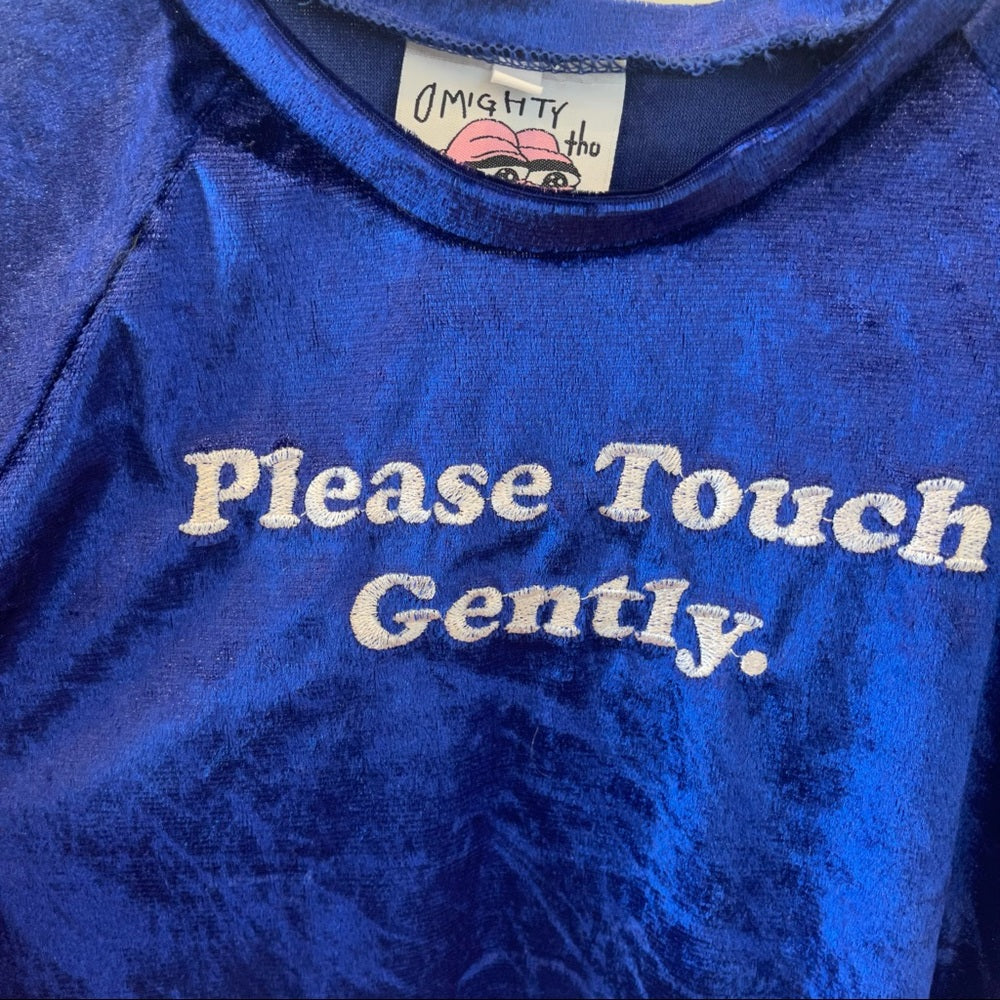 OMIGHTY
tho
Please Touch
Gently.